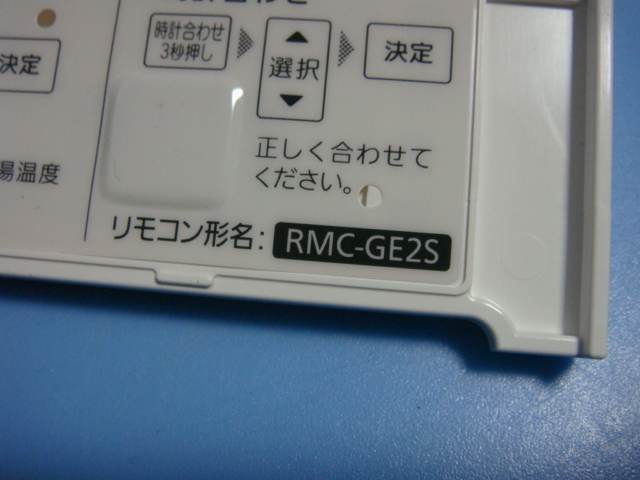 決定
湯温度
時計合わせ
3秒押し
▲
選択
▼
決定
正しく合わせて
ください。
リモコン形名: RMC-GE2S